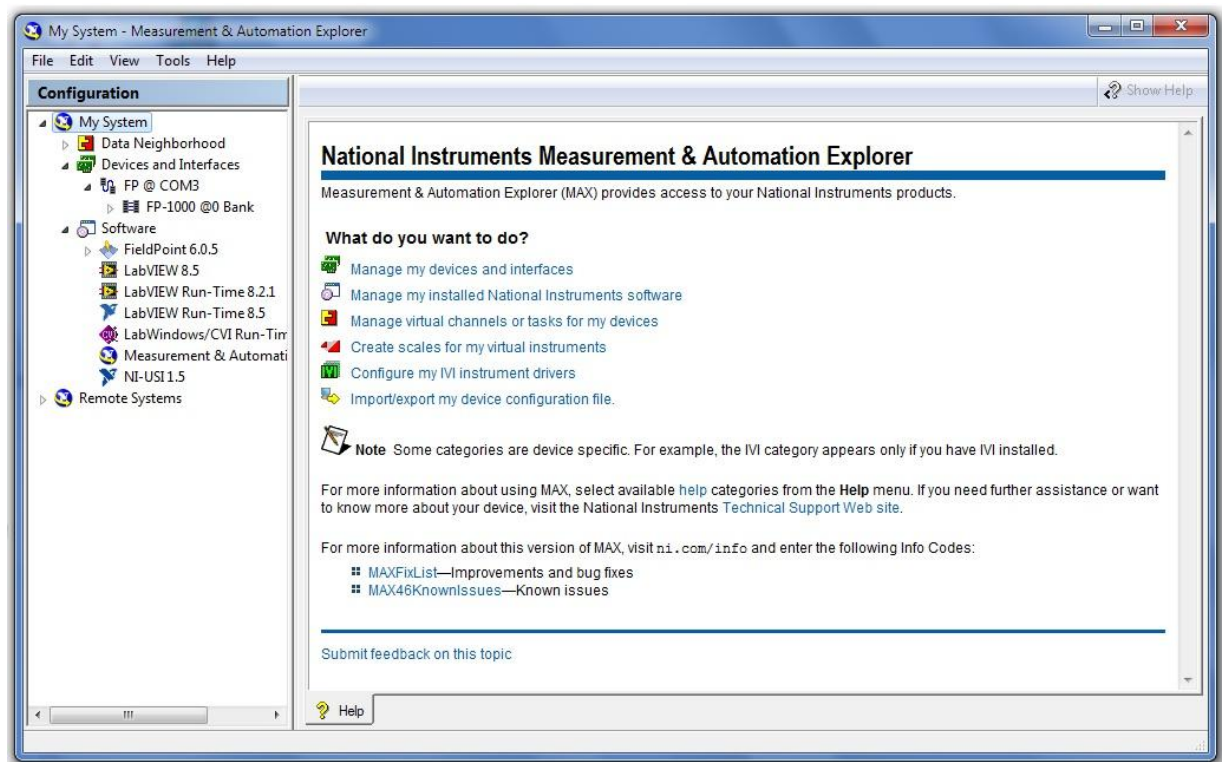 My System - Measurement & Automation Explorer
File Edit View Tools Help
Configuration
Show Help
My System
Data Neighborhood
Devices and Interfaces
FP @ COM3
FP-1000 @0 Bank
Software
FieldPoint 6.0.5
LabVIEW 8.5
LabVIEW Run-Time 8.2.1
LabVIEW Run-Time 8.5
LabWindows/CVI Run-Tim
Measurement & Automati
NI-USI 1.5
Remote Systems
National Instruments Measurement & Automation Explorer
Measurement & Automation Explorer (MAX) provides access to your National Instruments products.
What do you want to do?
Manage my devices and interfaces
Manage my installed National Instruments software
Manage virtual channels or tasks for my devices
Create scales for my virtual instruments
IVI Configure my IVI instrument drivers
Import/export my device configuration file.
Note Some categories are device specific. For example, the IVI category appears only if you have IVI installed.
For more information about using MAX, select available help categories from the Help menu. If you need further assistance or want
to know more about your device, visit the National Instruments Technical Support Web site.
For more information about this version of MAX, visit ni.com/info and enter the following Info Codes:
MAXFixList—Improvements and bug fixes
MAX46KnownIssues—Known issues
Submit feedback on this topic
Help